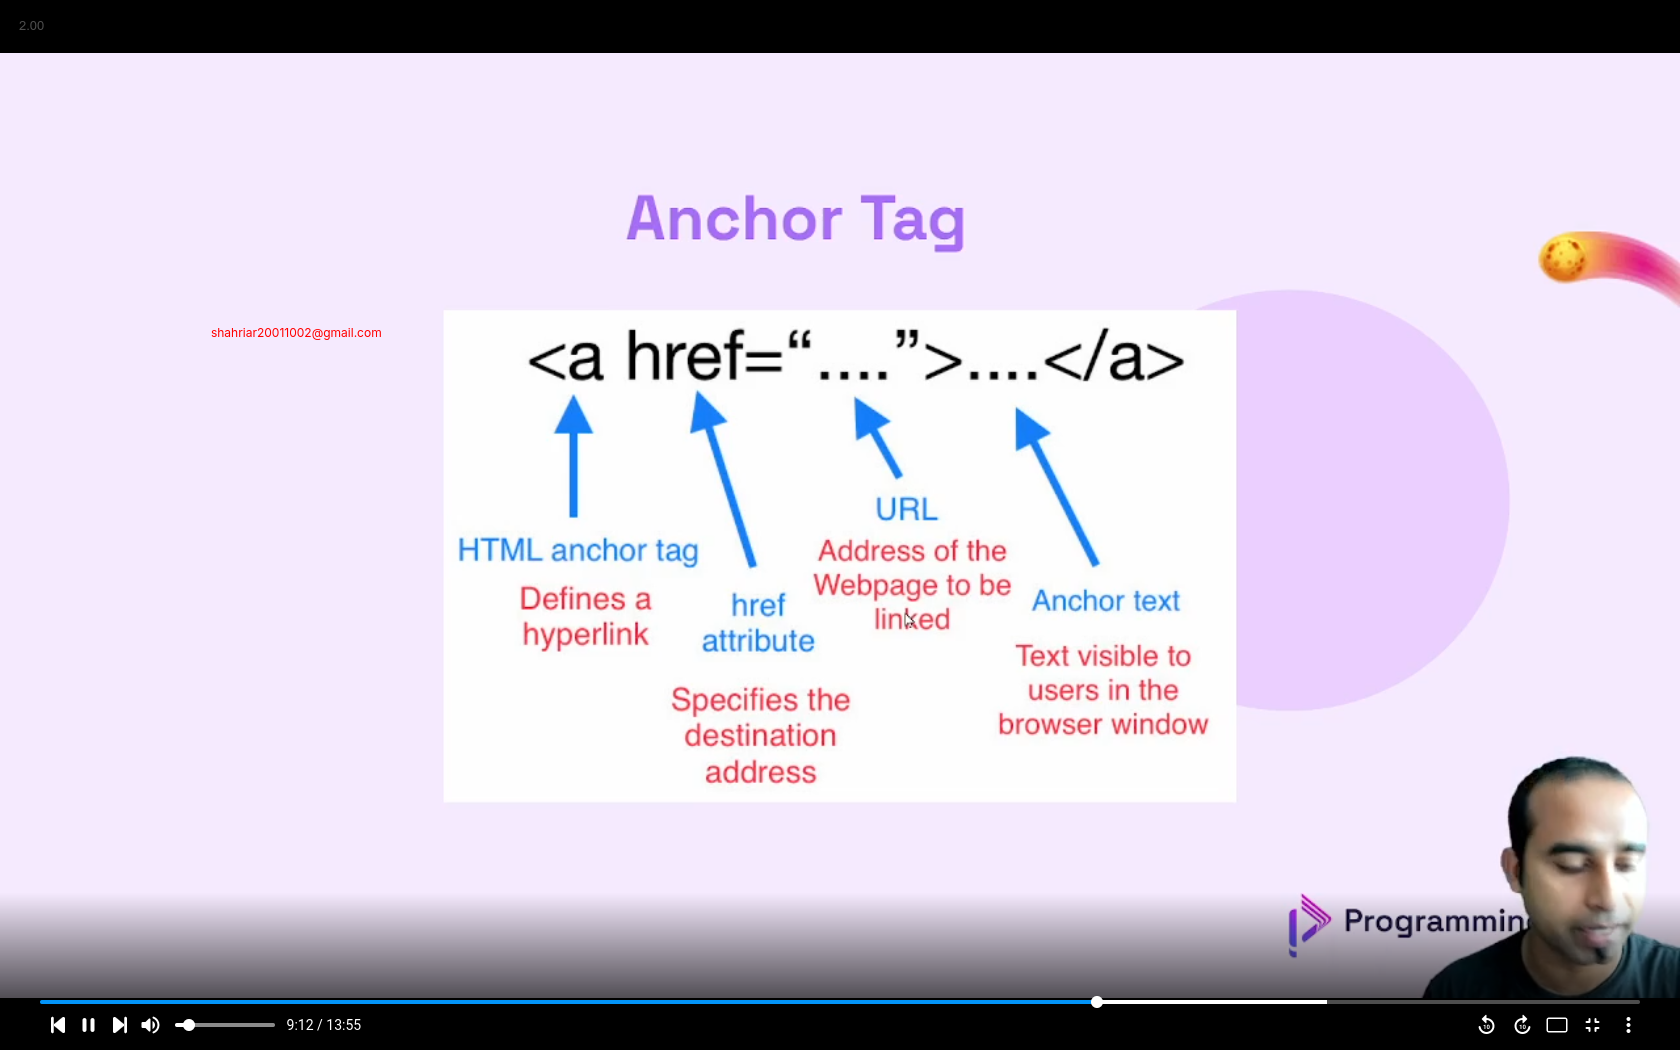 2.00
Anchor Tag
shahriar20011002@gmail.com
<a href=“....”>....</a>
HTML anchor tag
Defines a
hyperlink
href
attribute
Specifies the
destination
address
URL
Address of the
Webpage to be
linked
Anchor text
Text visible to
users in the
browser window
9:12 / 13:55
10
10